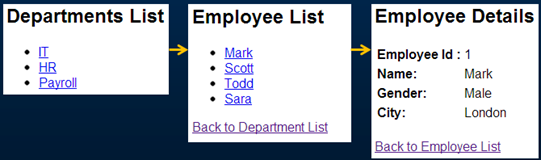 Departments List
IT
HR
Payroll
Employee List
Mark
Scott
Todd
Sara
Back to Department List
Employee Details
Employee Id : 1
Name: Mark
Gender: Male
City: London
Back to Employee List